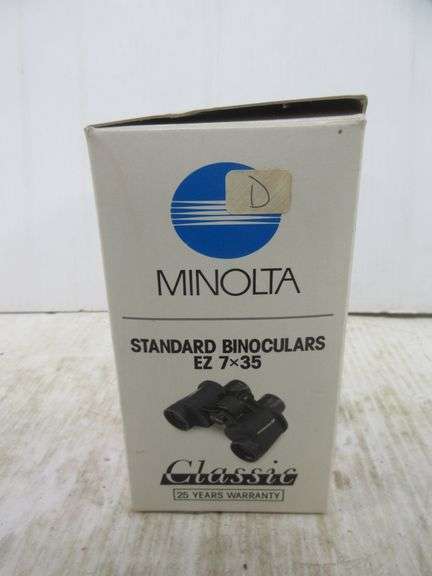 D
MINOLTA
STANDARD BINOCULARS
EZ 7×35
Classic
25 YEARS WARRANTY